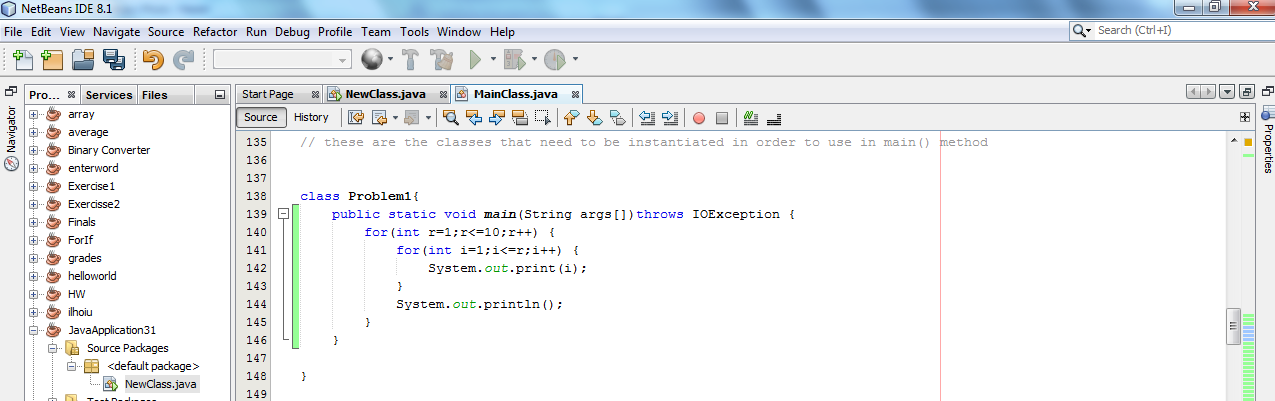 NetBeans IDE 8.1
File Edit View Navigate Source Refactor Run Debug Profile Team Tools Window Help
Search (Ctrl+I)
Navigator
Pro... Services Files
array
average
Binary Converter
enterword
Exercise1
Exercisse2
Finals
ForIf
grades
helloworld
HW
ilhoiu
JavaApplication31
Source Packages
<default package>
NewClass.java
Test Packages
Start Page NewClass.java MainClass.java
Source History
135 // these are the classes that need to be instantiated in order to use in main() method
136
137
138 class Problem1{
139 public static void main(String args[])throws IOException {
140 for(int r=1;r<=10;r++) {
141 for(int i=1;i<=r;i++) {
142 System.out.print(i);
143 }
144 System.out.println();
145 }
146 }
147
148 }
149
Properties